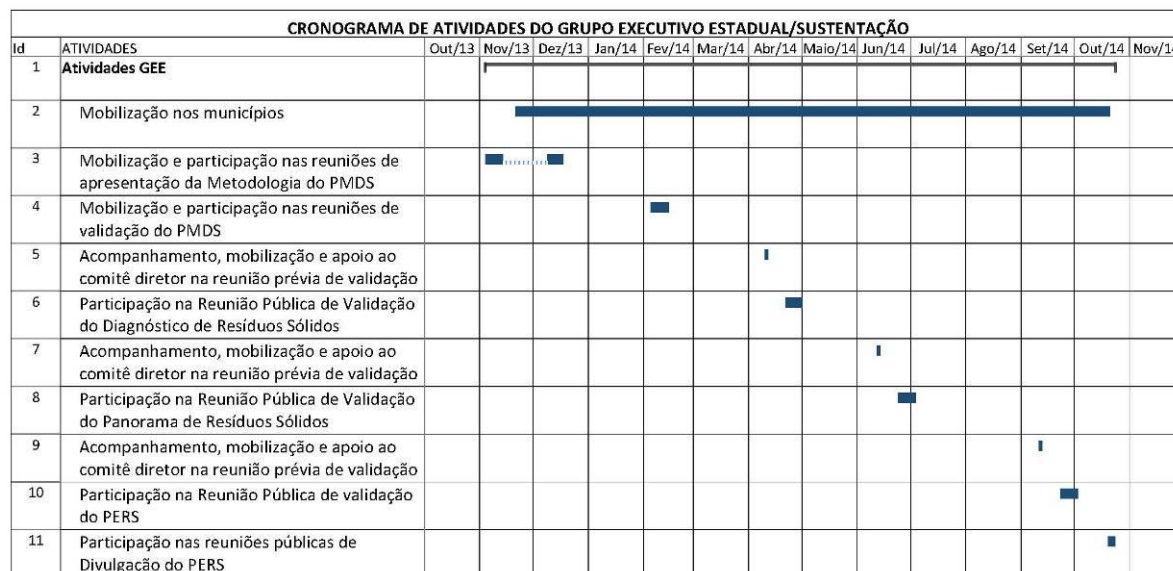 CRONOGRAMA DE ATIVIDADES DO GRUPO EXECUTIVO ESTADUAL/SUSTENTAÇÃO
Id ATIVIDADES Out/13 Nov/13 Dez/13 Jan/14 Fev/14 Mar/14 Abr/14 Maio/14 Jun/14 Jul/14 Ago/14 Set/14 Out/14 Nov/14
1 Atividades GEE
2 Mobilização nos municípios
3 Mobilização e participação nas reuniões de
apresentação da Metodologia do PMDS
4 Mobilização e participação nas reuniões de
validação do PMDS
5 Acompanhamento, mobilização e apoio ao
comitê diretor na reunião prévia de validação
6 Participação na Reunião Pública de Validação
do Diagnóstico de Resíduos Sólidos
7 Acompanhamento, mobilização e apoio ao
comitê diretor na reunião prévia de validação
8 Participação na Reunião Pública de Validação
do Panorama de Resíduos Sólidos
9 Acompanhamento, mobilização e apoio ao
comitê diretor na reunião prévia de validação
10 Participação na Reunião Pública de validação
do PERS
11 Participação nas reuniões públicas de
Divulgação do PERS